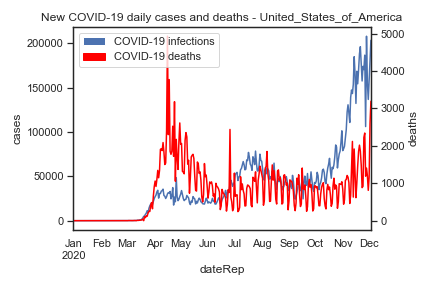 New COVID-19 daily cases and deaths - United_States_of_America
COVID-19 infections
COVID-19 deaths
200000
150000
100000
50000
0
cases
5000
4000
3000
2000
1000
0
deaths
Jan Feb Mar Apr May Jun Jul Aug Sep Oct Nov Dec
2020
dateRep